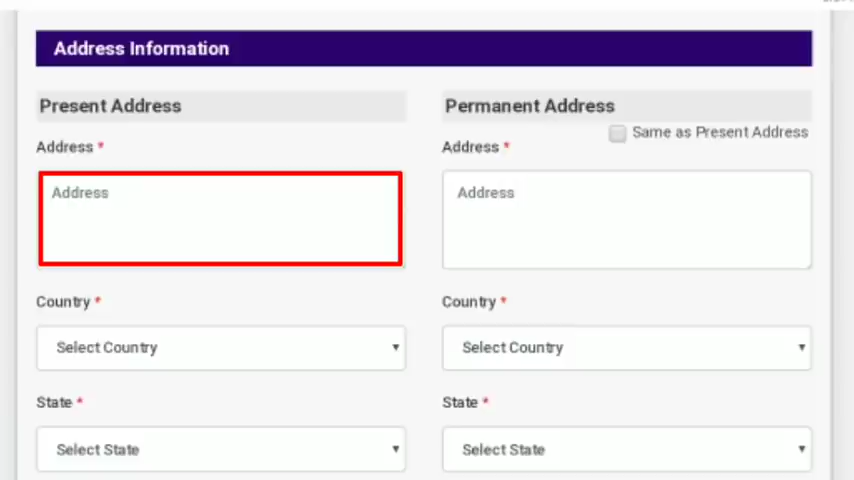 Address Information
Present Address
Permanent Address
Same as Present Address
Address *
Address *
Address
Address
Country *
Country *
Select Country
Select Country
State *
State *
Select State
Select State